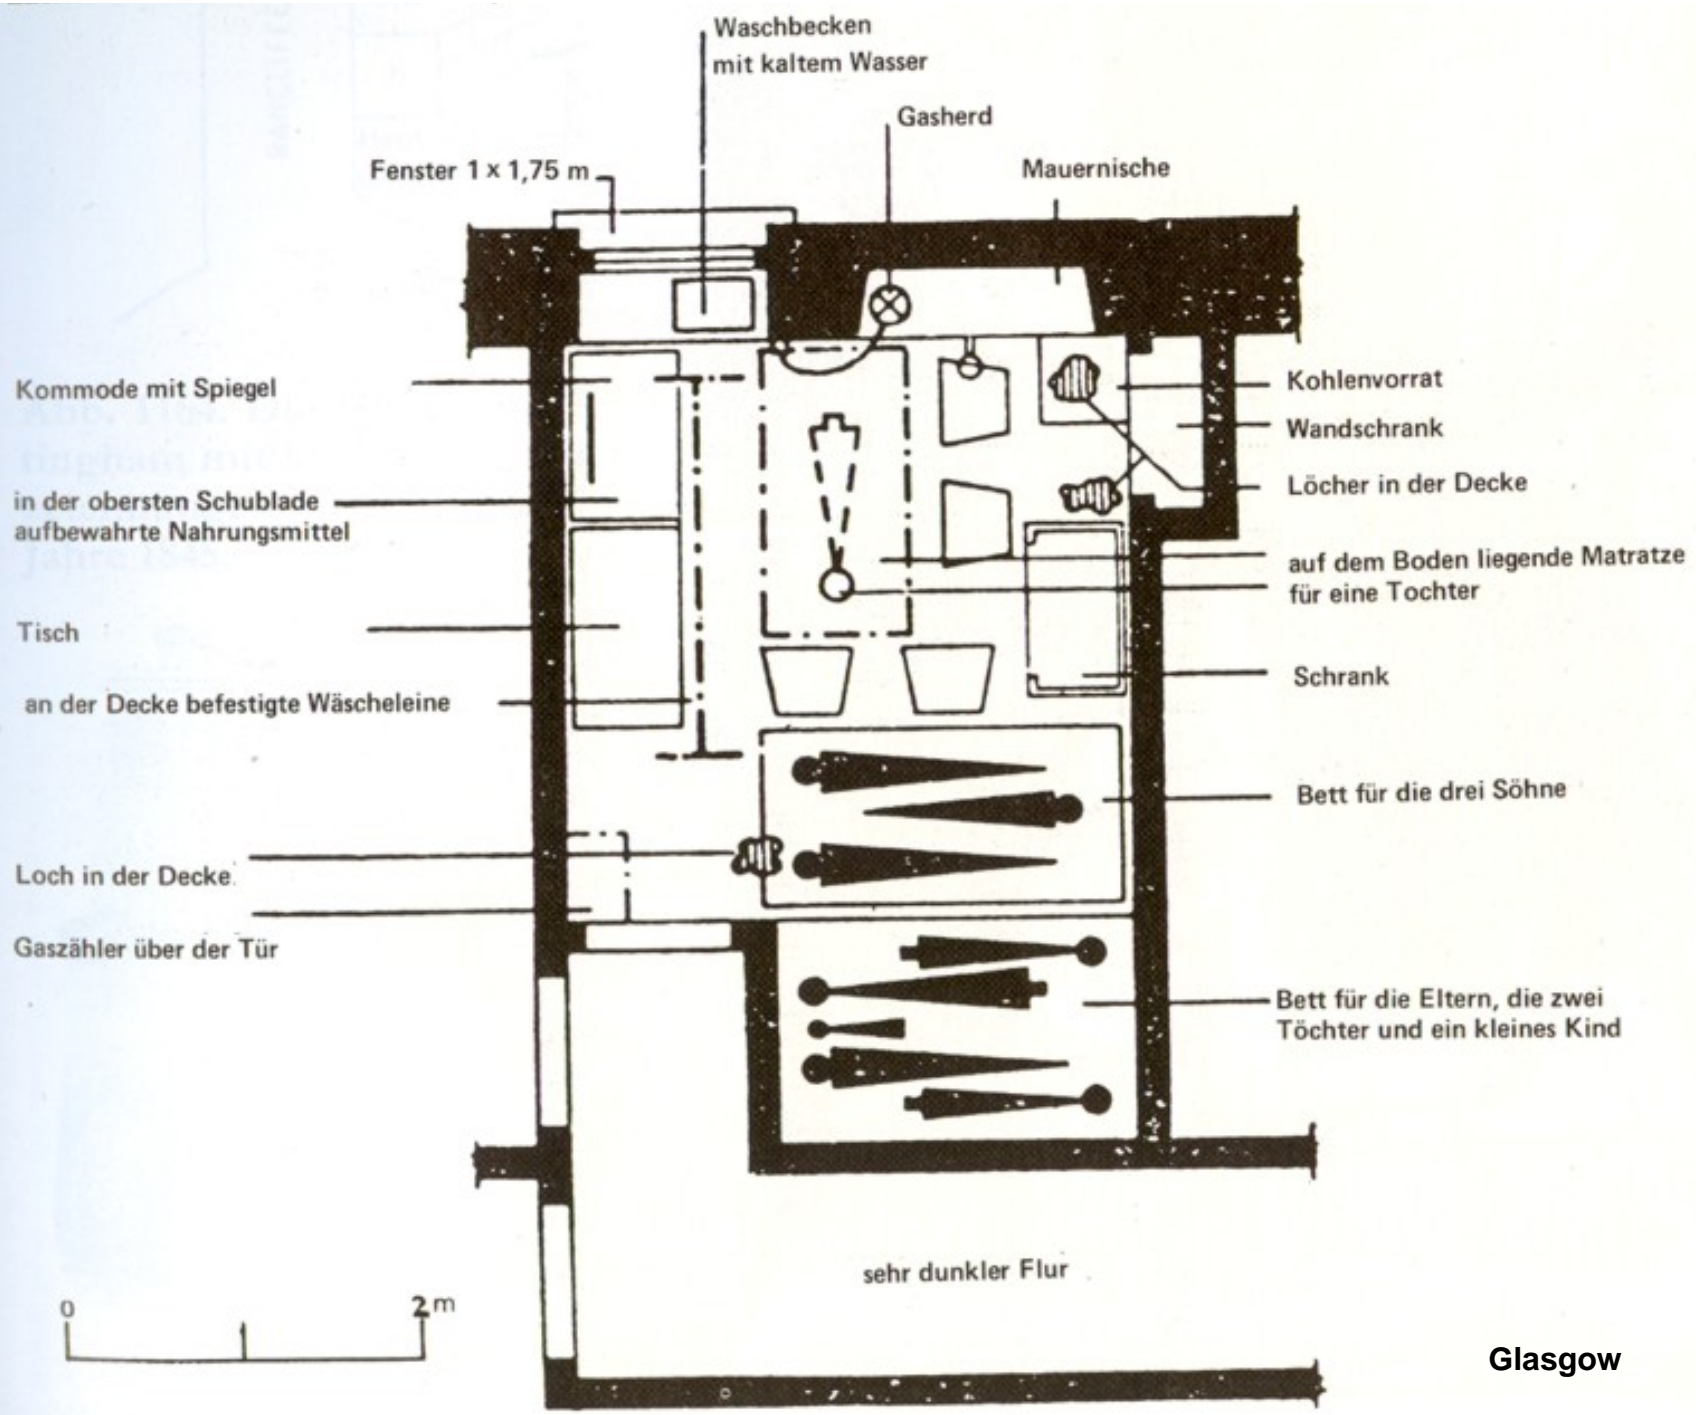 Waschbecken
mit kaltem Wasser
Gasherd
Fenster 1 x 1,75 m
Mauernische
Kommode mit Spiegel
Kohlenvorrat
Wandschrank
in der obersten Schublade
aufbewahrte Nahrungsmittel
Löcher in der Decke
auf dem Boden liegende Matratze
für eine Tochter
Tisch
Schrank
an der Decke befestigte Wäscheleine
Bett für die drei Söhne
Loch in der Decke
Gaszähler über der Tür
Bett für die Eltern, die zwei
Töchter und ein kleines Kind
sehr dunkler Flur
0 2 m
Glasgow